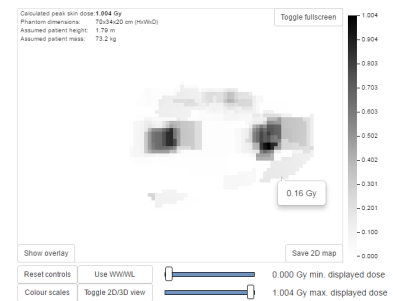 Calculated peak skin dose: 1.004 Gy
Phantom dimensions: 70x34x20 cm (HxWxD)
Assumed patient height: 1.79 m
Assumed patient mass: 73.2 kg
Toggle fullscreen
1.004
0.904
0.803
0.703
0.602
0.502
0.402
0.301
0.201
0.100
0.000
0.16 Gy
Show overlay
Save 2D map
Reset controls
Use WW/WL
0.000 Gy min. displayed dose
Colour scales
Toggle 2D/3D view
1.004 Gy max. displayed dose